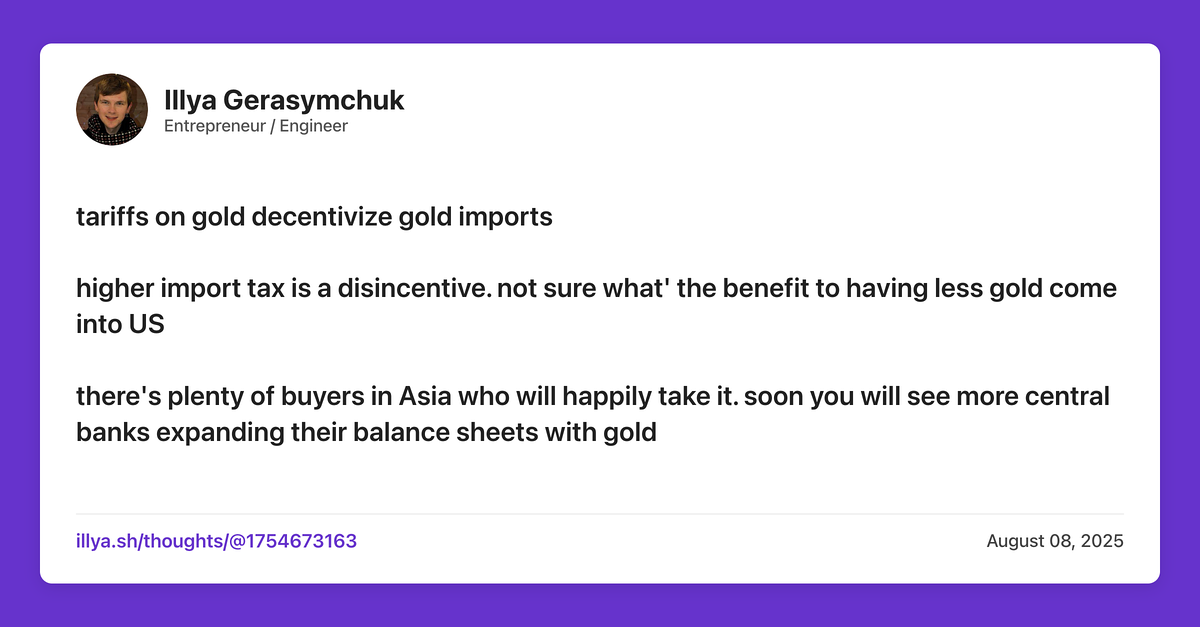 Illya Gerasymchuk
Entrepreneur / Engineer
tariffs on gold decentivize gold imports
higher import tax is a disincentive. not sure what' the benefit to having less gold come
into US
there's plenty of buyers in Asia who will happily take it. soon you will see more central
banks expanding their balance sheets with gold
illya.sh/thoughts/@1754673163
August 08, 2025